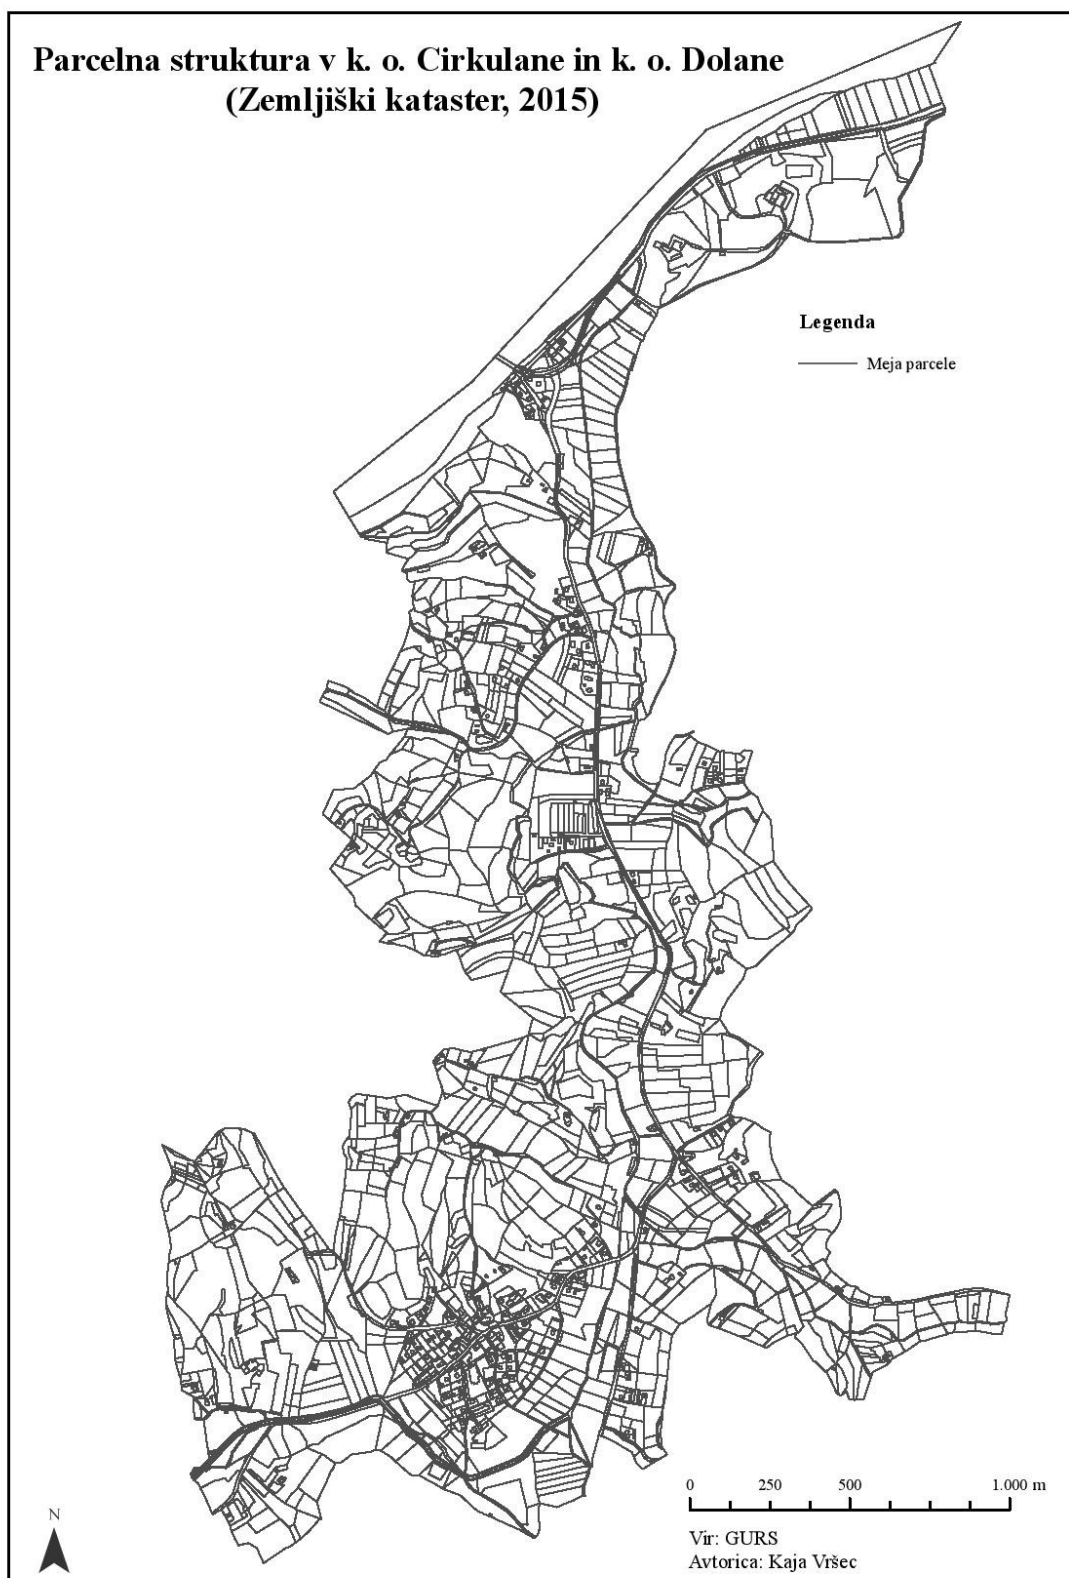 Parcelna struktura v k. o. Cirkulane in k. o. Dolane
(Zemljiški kataster, 2015)
Legenda
Meja parcele
N
0 250 500 1.000 m
Vir: GURS
Avtorica: Kaja Vršec